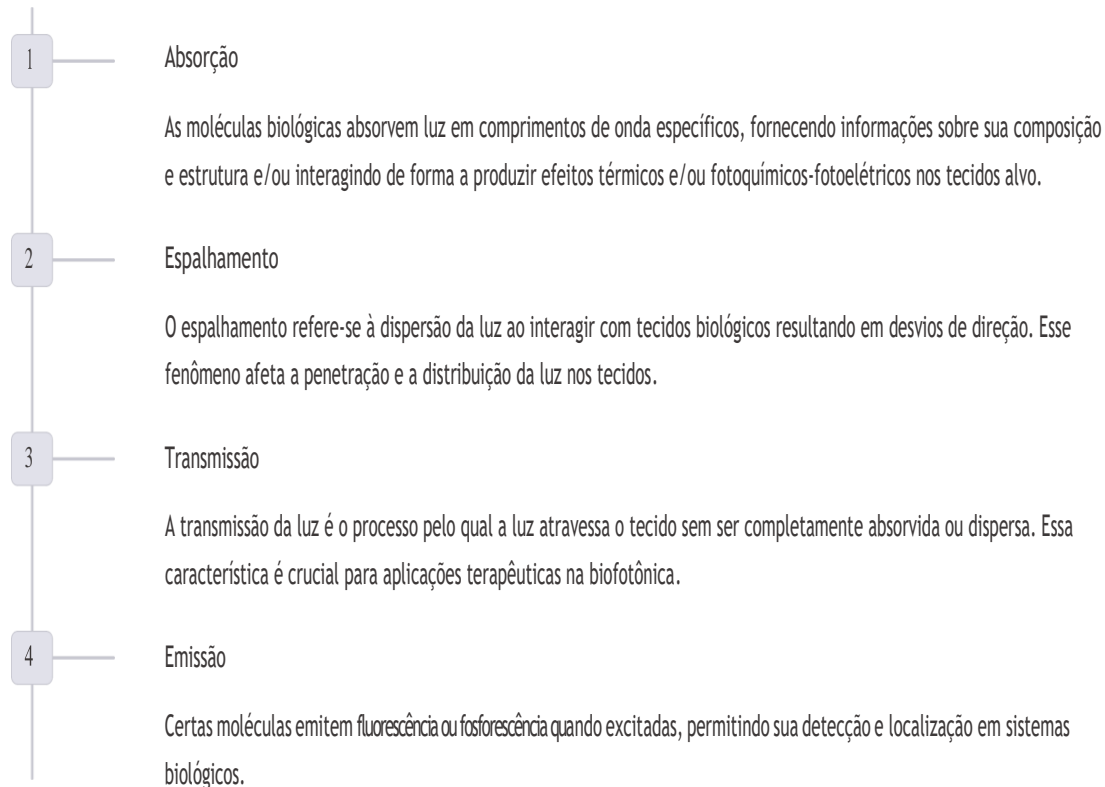 1
Absorção
As moléculas biológicas absorvem luz em comprimentos de onda específicos, fornecendo informações sobre sua composição
e estrutura e/ou interagindo de forma a produzir efeitos térmicos e/ou fotoquímicos-fotoelétricos nos tecidos alvo.
2
Espalhamento
O espalhamento refere-se à dispersão da luz ao interagir com tecidos biológicos resultando em desvios de direção. Esse
fenômeno afeta a penetração e a distribuição da luz nos tecidos.
3
Transmissão
A transmissão da luz é o processo pelo qual a luz atravessa o tecido sem ser completamente absorvida ou dispersa. Essa
característica é crucial para aplicações terapêuticas na biofotônica.
4
Emissão
Certas moléculas emitem fluorescência ou fosforescência quando excitadas, permitindo sua detecção e localização em sistemas
biológicos.